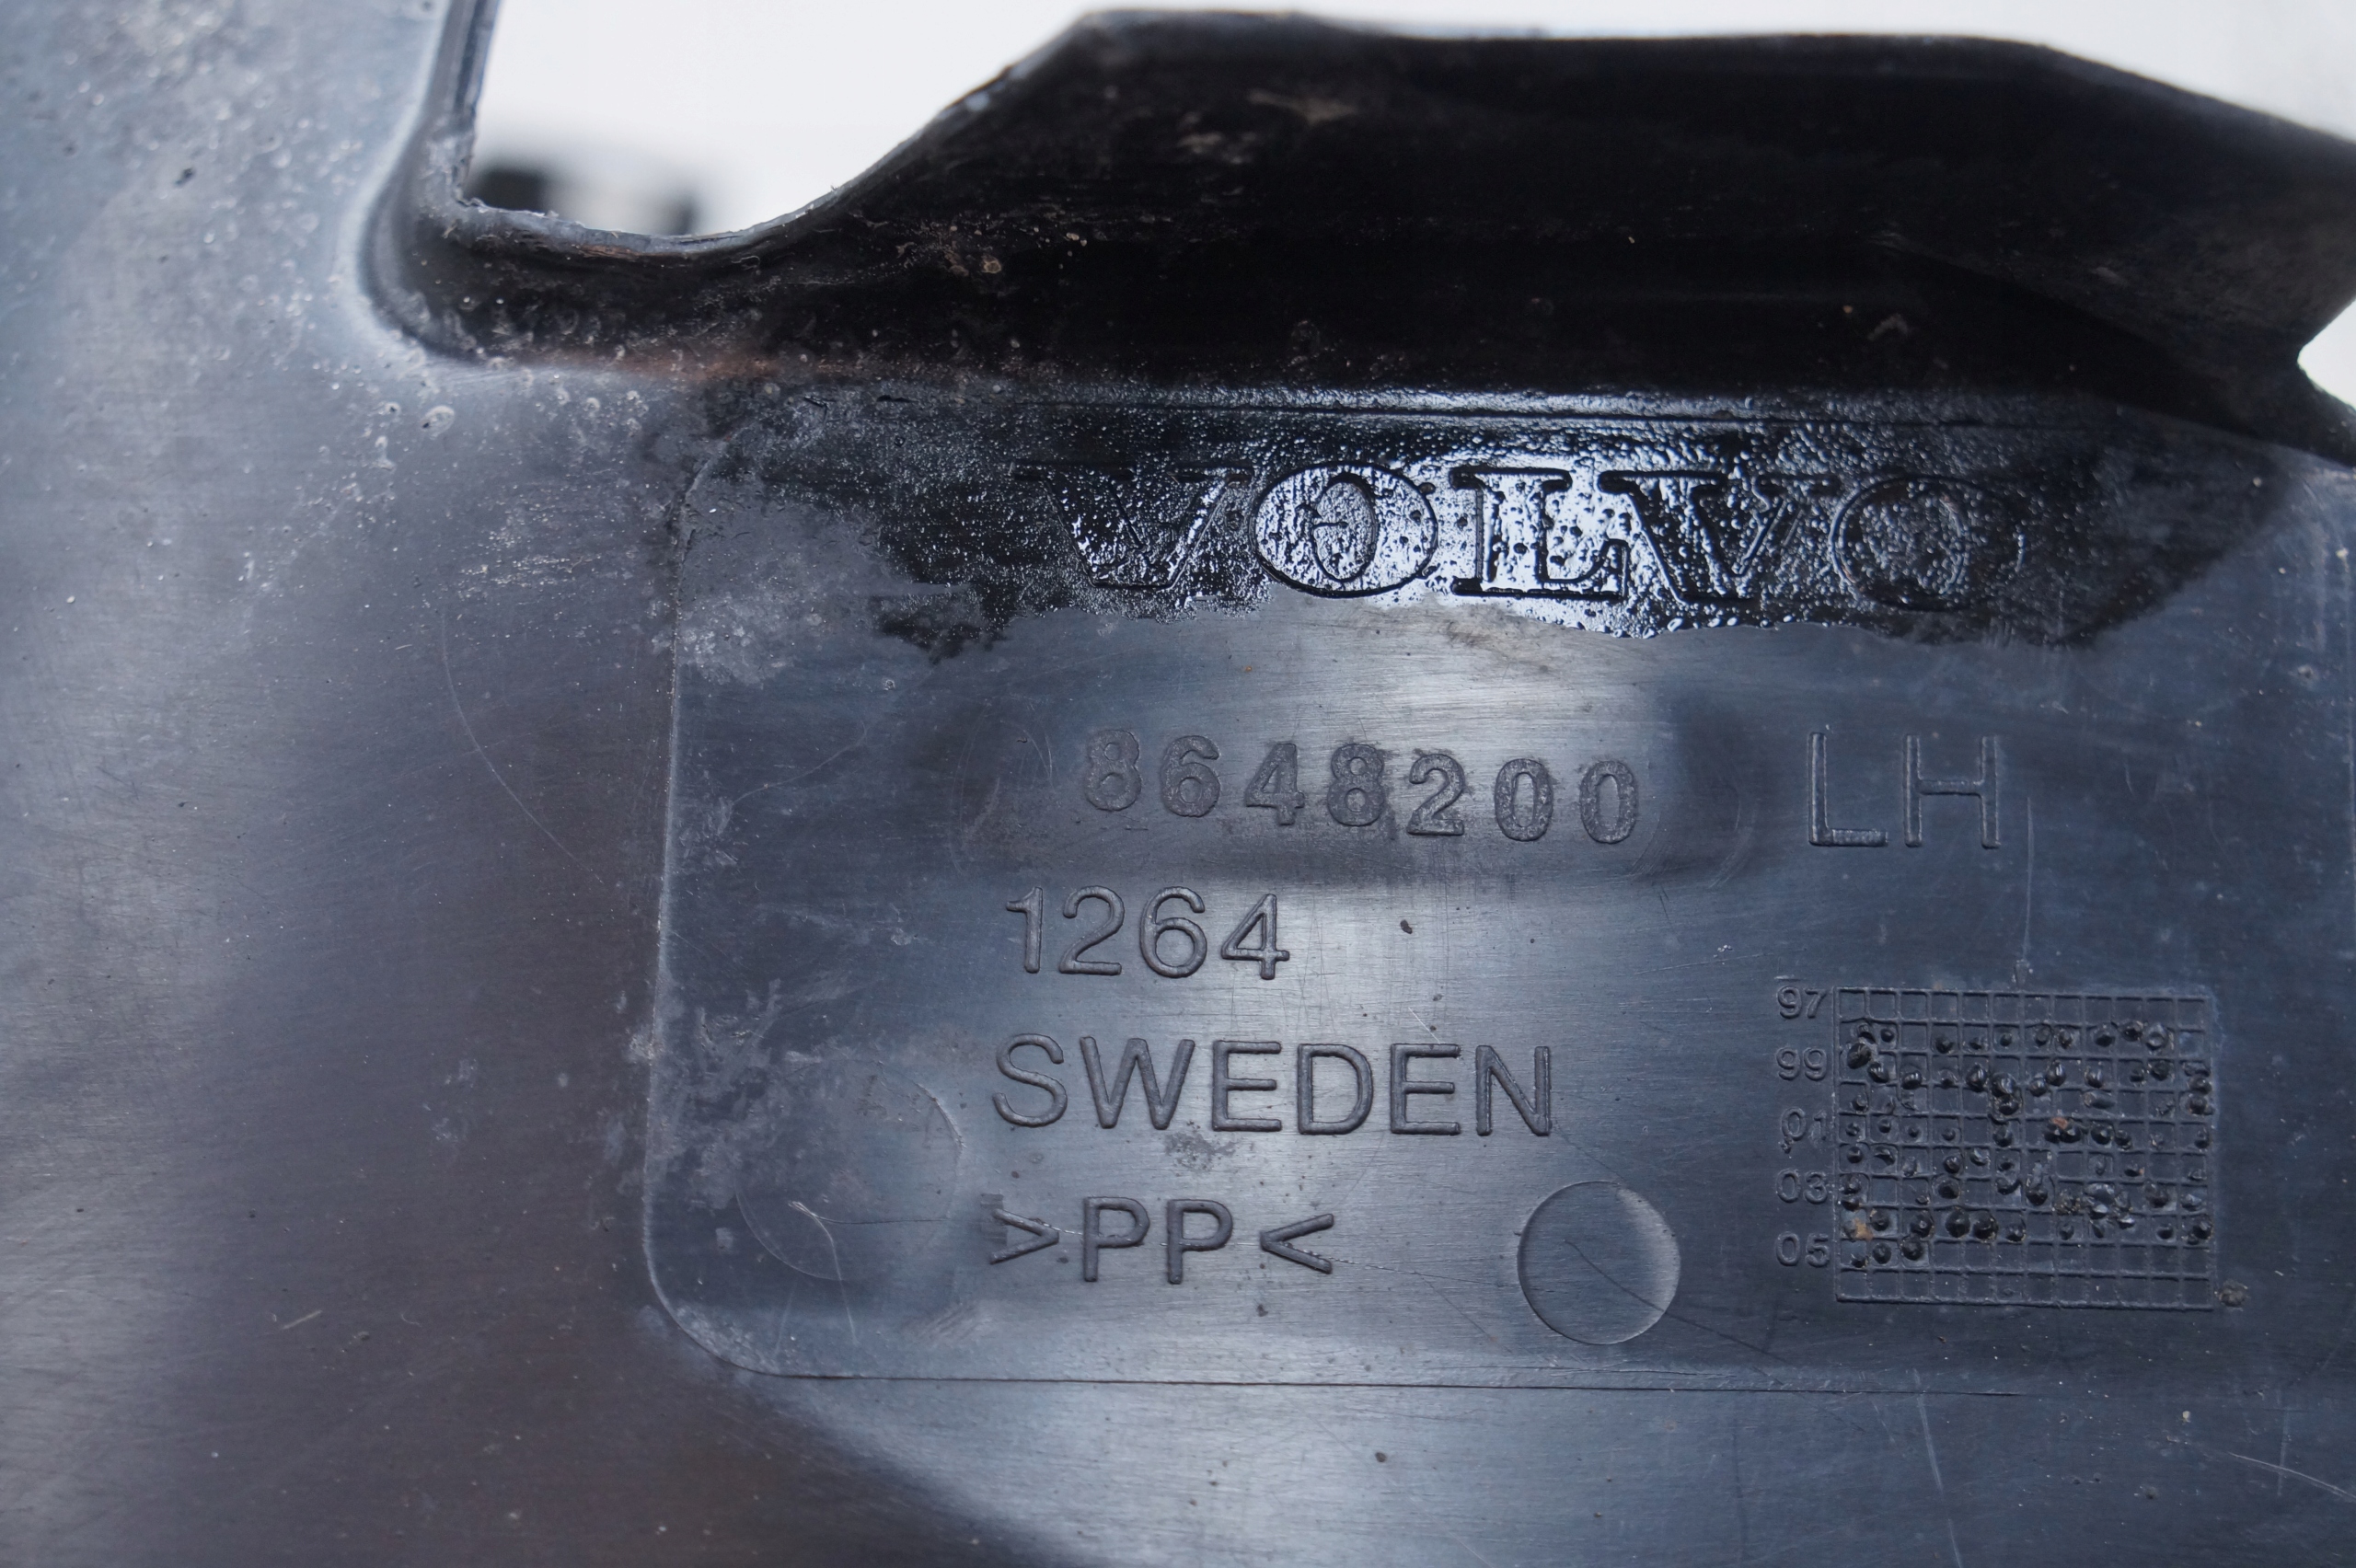 VOLVO
8648200 LH
1264
SWEDEN
>PP<
97
99
01
03
05